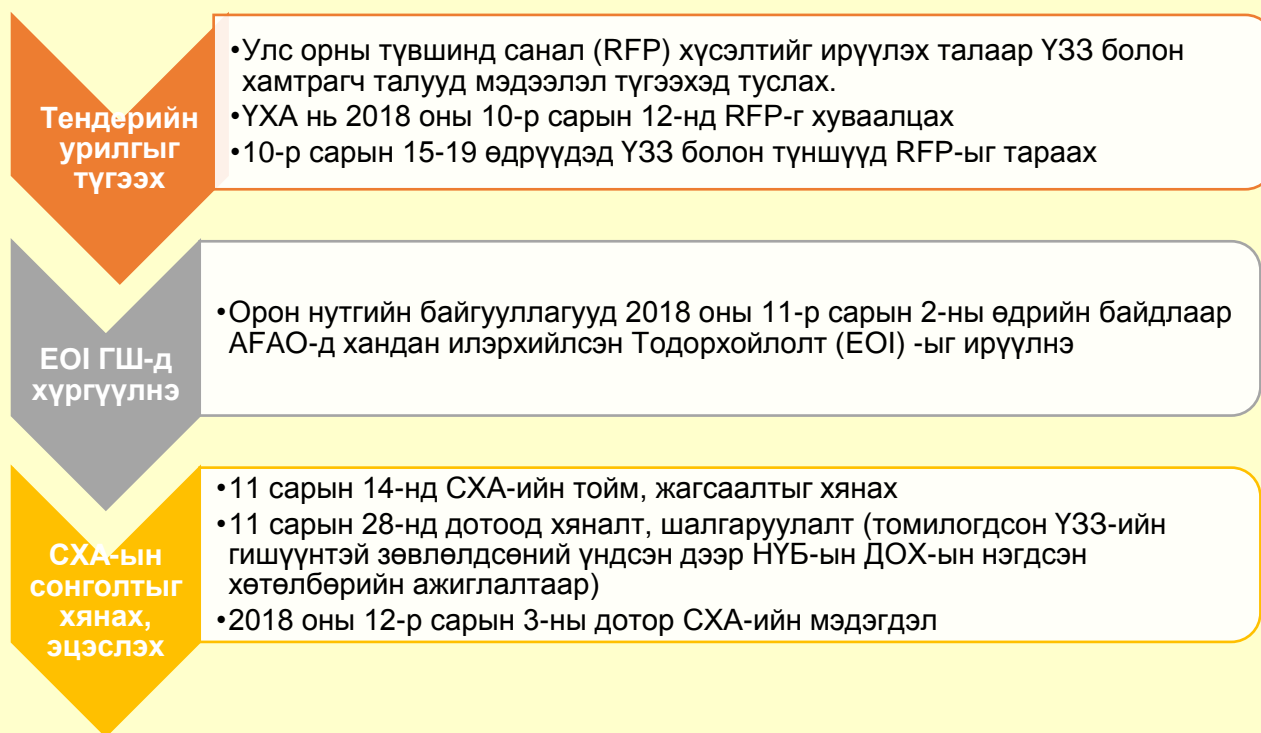 Тендерийн
урилгыг
түгээх
•Улс орны түвшинд санал (RFP) хүсэлтийг ирүүлэх талаар ҮЗЗ болон
хамтрагч талууд мэдээлэл түгээхэд туслах.
•ҮХА нь 2018 оны 10-р сарын 12-нд RFP-г хуваалцах
•10-р сарын 15-19 өдрүүдэд ҮЗЗ болон түншүүд RFP-ыг тараах
EOI ГШ-д
хүргүүлнэ
•Орон нутгийн байгууллагууд 2018 оны 11-р сарын 2-ны өдрийн байдлаар
AFAO-д хандан илэрхийлсэн Тодорхойлолт (EOI) -ыг ирүүлнэ
СХА-ын
сонголтыг
хянах,
эцэслэх
•11 сарын 14-нд СХА-ийн тойм, жагсаалтыг хянах
•11 сарын 28-нд дотоод хяналт, шалгаруулалт (томилогдсон ҮЗЗ-ийн
гишүүнтэй зөвлөлдсөний үндсэн дээр НҮБ-ын ДОХ-ын нэгдсэн
хөтөлбөрийн ажиглалтаар)
•2018 оны 12-р сарын 3-ны дотор СХА-ийн мэдэгдэл